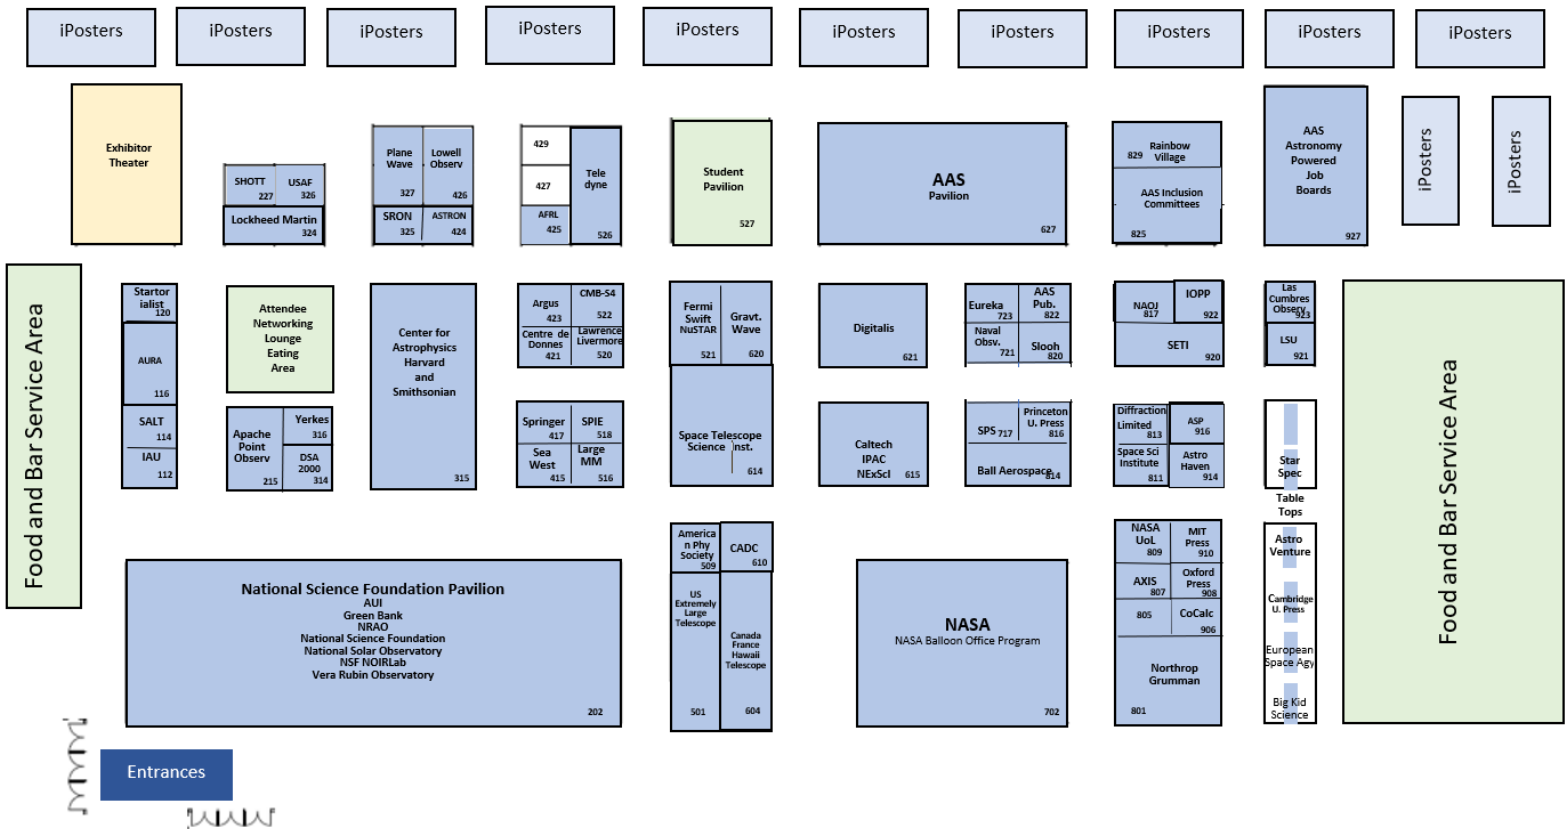 iPosters
iPosters
iPosters
iPosters
iPosters
iPosters
iPosters
iPosters
iPosters
iPosters
Exhibitor
Theater
SHOTT
227
USAF
326
Lockheed Martin
324
Plane
Wave
327
Lowell
Observ
426
SRON
325
ASTRON
424
429
427
AFRL
425
Tele
dyne
526
Student
Pavilion
527
AAS
Pavilion
627
829
Rainbow
Village
AAS Inclusion
Committees
825
AAS
Astronomy
Powered
Job
Boards
927
iPosters
iPosters
Food and Bar Service Area
Startor
ialist
120
AURA
116
SALT
114
IAU
112
Attendee
Networking
Lounge
Eating
Area
Apache
Point
Observ
215
Yerkes
316
DSA
2000
314
Center for
Astrophysics
Harvard
and
Smithsonian
315
Argus
423
CMB-S4
522
Centre de
Donnes
421
Lawrence
Livermore
520
Springer
417
SPIE
518
Sea
West
415
Large
MM
516
Fermi
Swift
NuSTAR
521
Gravt.
Wave
620
Space Telescope
Science Inst.
614
Digitalis
621
Caltech
IPAC
NExScI
615
Eureka
723
AAS
Pub.
822
Naval
Obsv.
721
Slooh
820
SPS 717
Princeton
U. Press
816
Ball Aerospace
814
NAOJ
817
IOPP
922
SETI
920
Diffraction
Limited
813
ASP
916
Space Sci
Institute
811
Astro
Haven
914
Las
Cumbres
Observ
923
LSU
921
Star
Spec
Table
Tops
Food and Bar Service Area
National Science Foundation Pavilion
AUI
Green Bank
NRAO
National Science Foundation
National Solar Observatory
NSF NOIRLab
Vera Rubin Observatory
202
America
n Phy
Society
509
CADC
610
US
Extremely
Large
Telescope
501
Canada
France
Hawaii
Telescope
604
NASA
NASA Balloon Office Program
702
NASA
UoL
809
MIT
Press
910
AXIS
807
Oxford
Press
908
805
CoCalc
906
Northrop
Grumman
801
Astro
Venture
Cambridge
U. Press
European
Space Agy
Big Kid
Science
Entrances